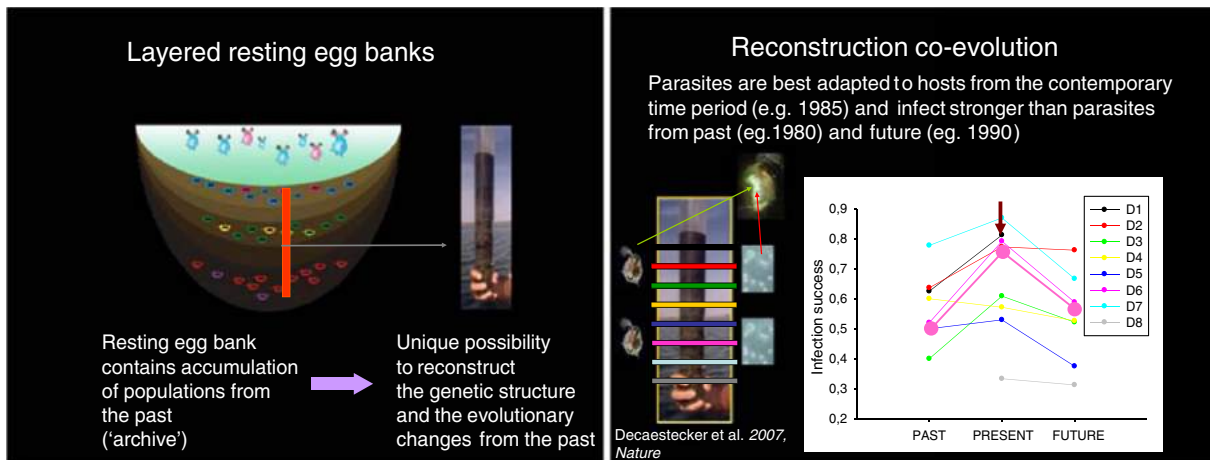 Layered resting egg banks
Resting egg bank
contains accumulation
of populations from
the past
(‘archive’)
Unique possibility
to reconstruct
the genetic structure
and the evolutionary
changes from the past
Reconstruction co-evolution
Parasites are best adapted to hosts from the contemporary
time period (e.g. 1985) and infect stronger than parasites
from past (eg.1980) and future (eg. 1990)
Decaestecker et al. 2007,
Nature
Infection success
0,9
0,8
0,7
0,6
0,5
0,4
0,3
0,2
PAST PRESENT FUTURE
D1
D2
D3
D4
D5
D6
D7
D8